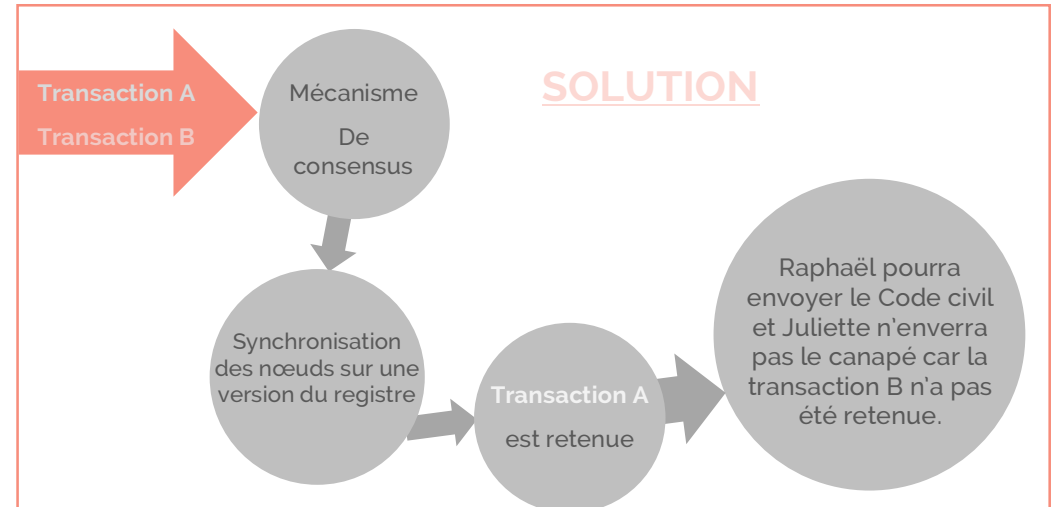 Transaction A
Transaction B
Mécanisme
De
consensus
SOLUTION
Synchronisation
des nœuds sur une
version du registre
Transaction A
est retenue
Raphaël pourra
envoyer le Code civil
et Juliette n’enverra
pas le canapé car la
transaction B n’a pas
été retenue.